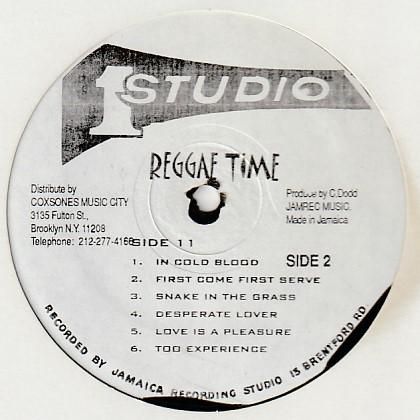 1 STUDIO
REGGAE TiME
Distribute by
COXSONES MUSIC CITY
3135 Fulton St.,
Brooklyn N.Y. 11208
Telephone: 212-277-4166
Produce by C.Dodd
JAMREC MUSIC.
Made in Jamaica
SIDE 11
SIDE 2
1. IN COLD BLOOD
2. FIRST COME FIRST SERVE
3. SNAKE IN THE GRASS
4. DESPERATE LOVER
5. LOVE IS A PLEASURE
6. TOO EXPERIENCE
RECORDED BY JAMAICA RECORDING STUDIO 13 BRENTFORD RD.